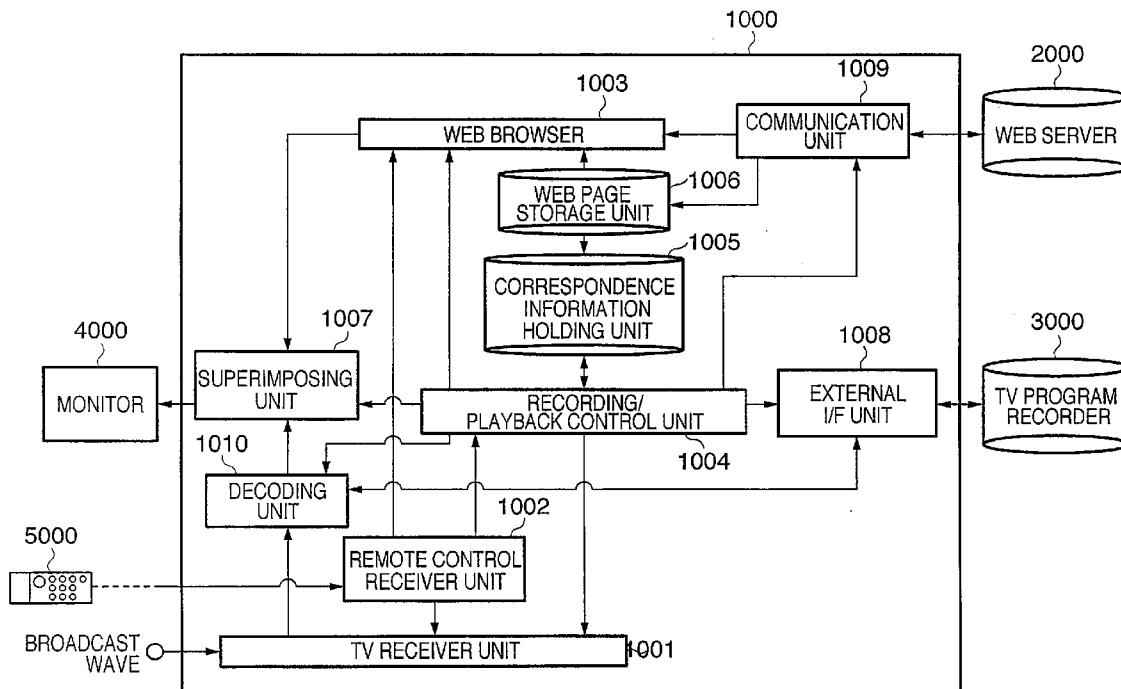 1000
2000
1009
1003
WEB BROWSER
COMMUNICATION
UNIT
WEB SERVER
1006
WEB PAGE
STORAGE UNIT
1005
CORRESPONDENCE
INFORMATION
HOLDING UNIT
4000
1007
1008
3000
MONITOR
SUPERIMPOSING
UNIT
RECORDING/
PLAYBACK CONTROL UNIT
EXTERNAL
I/F UNIT
TV PROGRAM
RECORDER
1004
1010
DECODING
UNIT
1002
5000
REMOTE CONTROL
RECEIVER UNIT
BROADCAST
WAVE
TV RECEIVER UNIT
1001